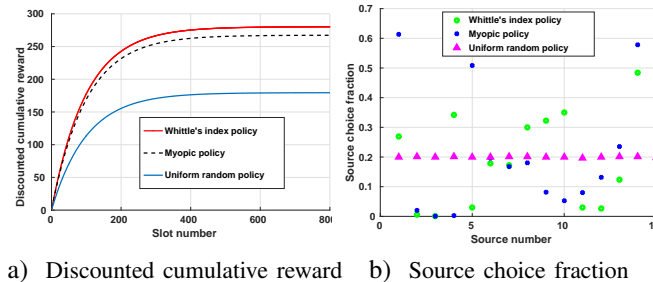 300
250
200
150
100
50
0
Discounted cumulative reward
Whittle's index policy
Myopic policy
Uniform random policy
0 200 400 600 800
Slot number
a) Discounted cumulative reward
0.7
0.6
0.5
0.4
0.3
0.2
0.1
0
Source choice fraction
Whittle's index policy
Myopic policy
Uniform random policy
0 5 10 15
Source number
b) Source choice fraction